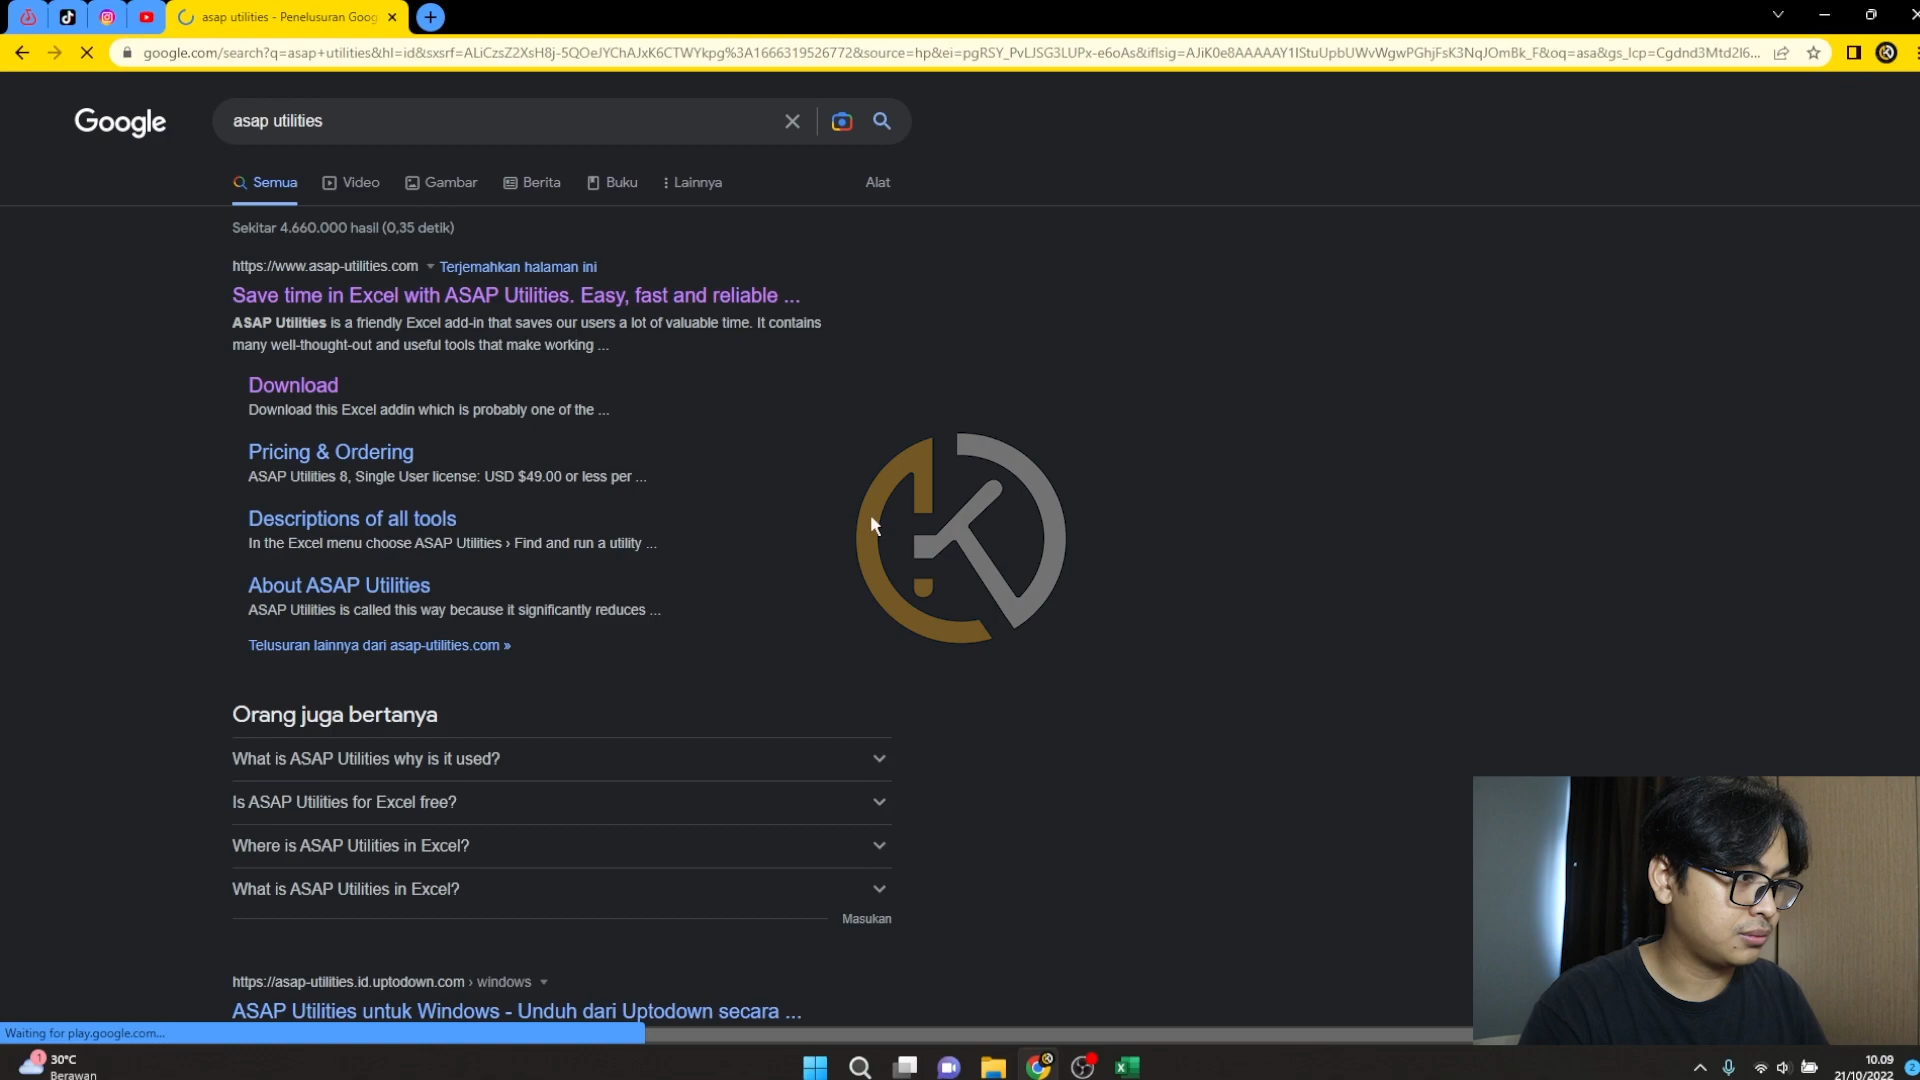 asap utilities - Penelusuran Goog
google.com/search?q=asap+utilities&hl=id&sxsrf=ALiCzsZ2XsH8j-5QOeJYChAJxK6CTWYkpg%3A1666319526772&source=hp&ei=pgRSY_PvLJSG3LUPx-e6oAs&iflsig=AJiK0e8AAAAAY1IStuUpbUWvWgwPGhjFsK3NqJOmBk_F&oq=asa&gs_lcp=Cgdnd3Mtd2l6...
Google
asap utilities
Semua
Video
Gambar
Berita
Buku
Lainnya
Alat
Sekitar 4.660.000 hasil (0,35 detik)
https://www.asap-utilities.com
Terjemahkan halaman ini
Save time in Excel with ASAP Utilities. Easy, fast and reliable ...
ASAP Utilities is a friendly Excel add-in that saves our users a lot of valuable time. It contains
many well-thought-out and useful tools that make working ...
Download
Download this Excel addin which is probably one of the ...
Pricing & Ordering
ASAP Utilities 8, Single User license: USD $49.00 or less per ...
Descriptions of all tools
In the Excel menu choose ASAP Utilities › Find and run a utility ...
About ASAP Utilities
ASAP Utilities is called this way because it significantly reduces ...
Telusuran lainnya dari asap-utilities.com »
Orang juga bertanya
What is ASAP Utilities why is it used?
Is ASAP Utilities for Excel free?
Where is ASAP Utilities in Excel?
What is ASAP Utilities in Excel?
Masukan
https://asap-utilities.id.uptodown.com › windows
ASAP Utilities untuk Windows - Unduh dari Uptodown secara ...
Waiting for play.google.com...
1
30°C
Berawan
10.09
21/10/2022
2